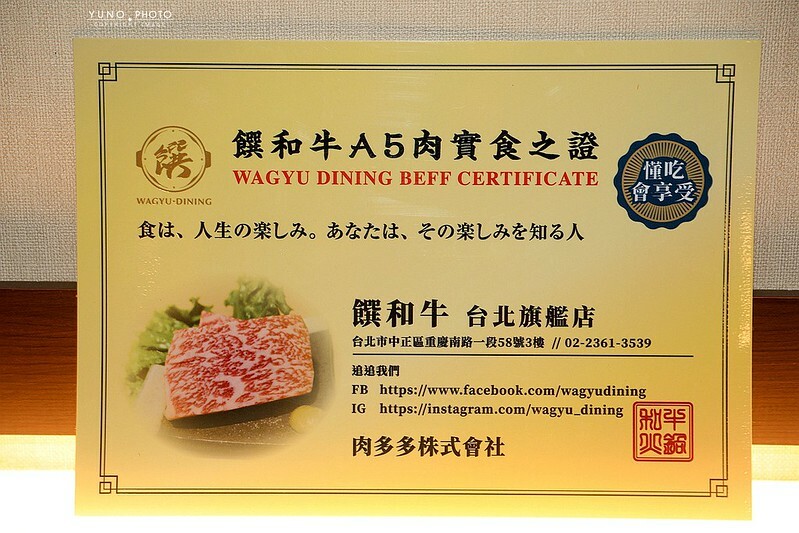 YUNO PHOTO
饌和牛A5肉實食之證
WAGYU DINING BEFF CERTIFICATE
饌
WAGYU·DINING
懂吃
會享受
食は、人生の楽しみ。あなたは、その楽しみを知る人
饌和牛 台北旗艦店
台北市中正區重慶南路一段58號3樓 // 02-2361-3539
追追我們
FB https://www.facebook.com/wagyudining
IG https://instagram.com/wagyu_dining
肉多多株式會社